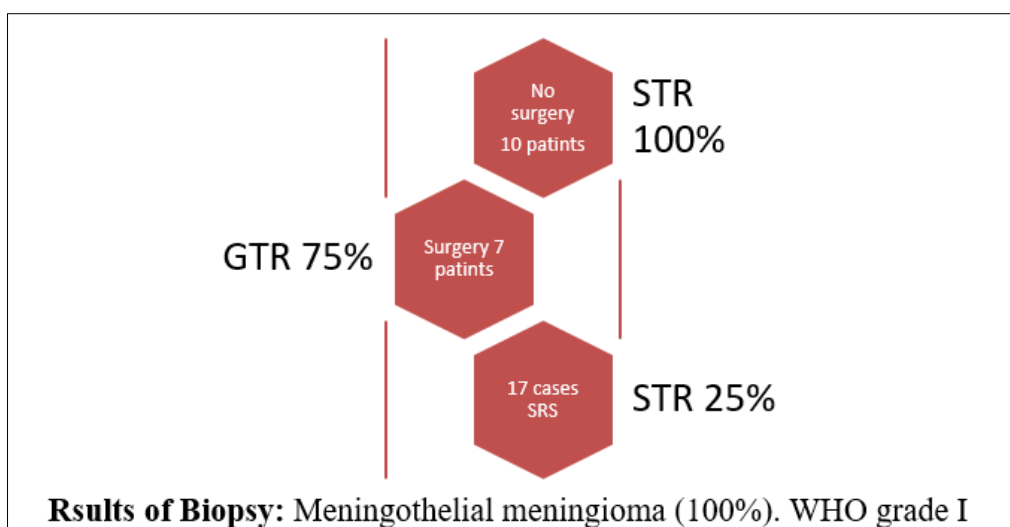 No
surgery
10 patints
STR
100%
GTR 75%
Surgery 7
patints
17 cases
SRS
STR 25%
Rsults of Biopsy: Meningothelial meningioma (100%). WHO grade I